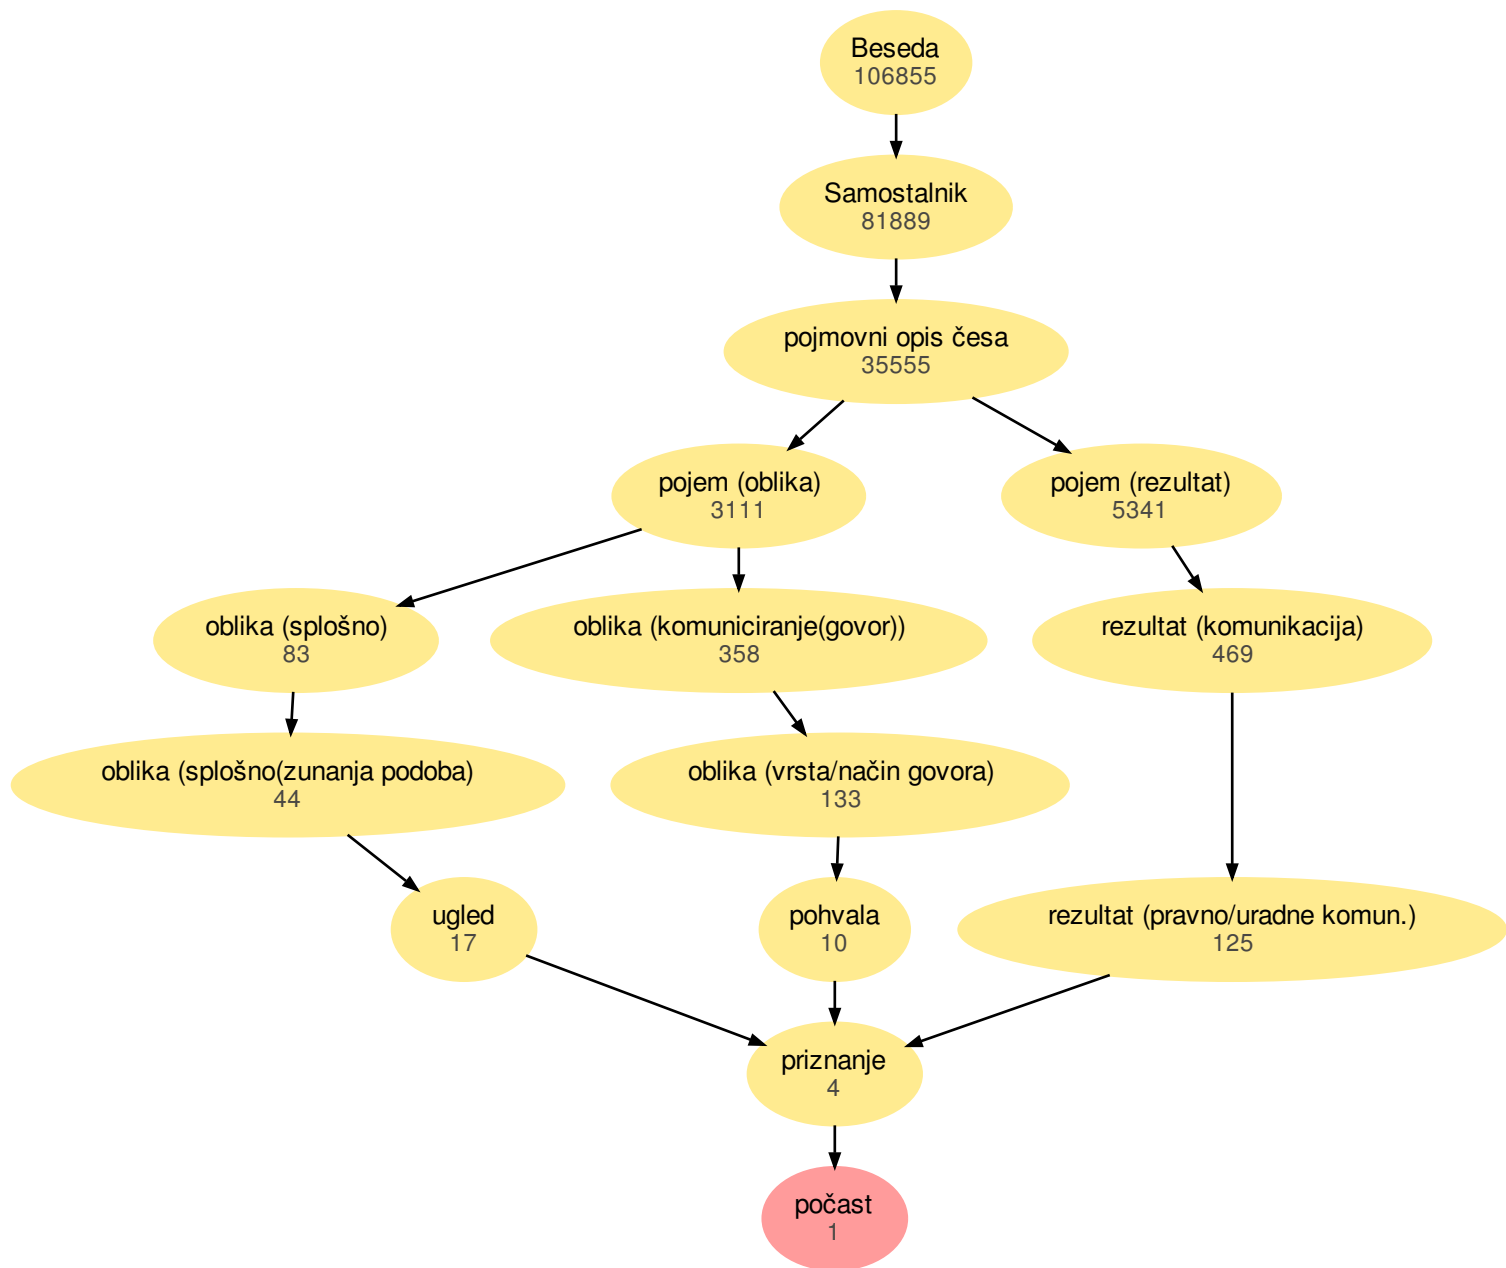 Beseda
106855
Samostalnik
81889
pojmovni opis česa
35555
pojem (oblika)
3111
pojem (rezultat)
5341
oblika (splošno)
83
oblika (komuniciranje(govor))
358
rezultat (komunikacija)
469
oblika (splošno(zunanja podoba)
44
oblika (vrsta/način govora)
133
ugled
17
pohvala
10
rezultat (pravno/uradne komun.)
125
priznanje
4
počast
1